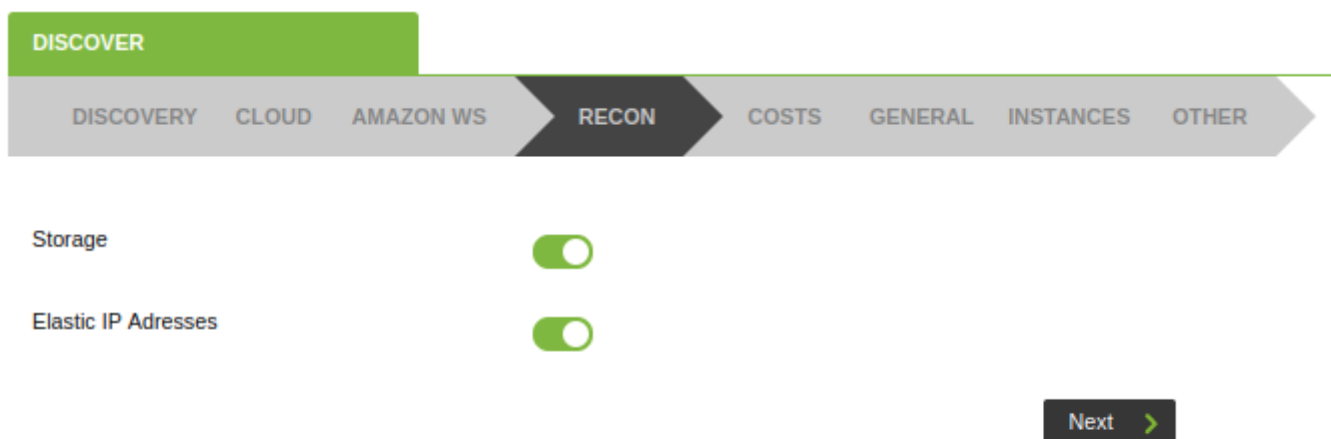 DISCOVER
DISCOVERY CLOUD AMAZON WS RECON COSTS GENERAL INSTANCES OTHER
Storage
Elastic IP Adresses
Next